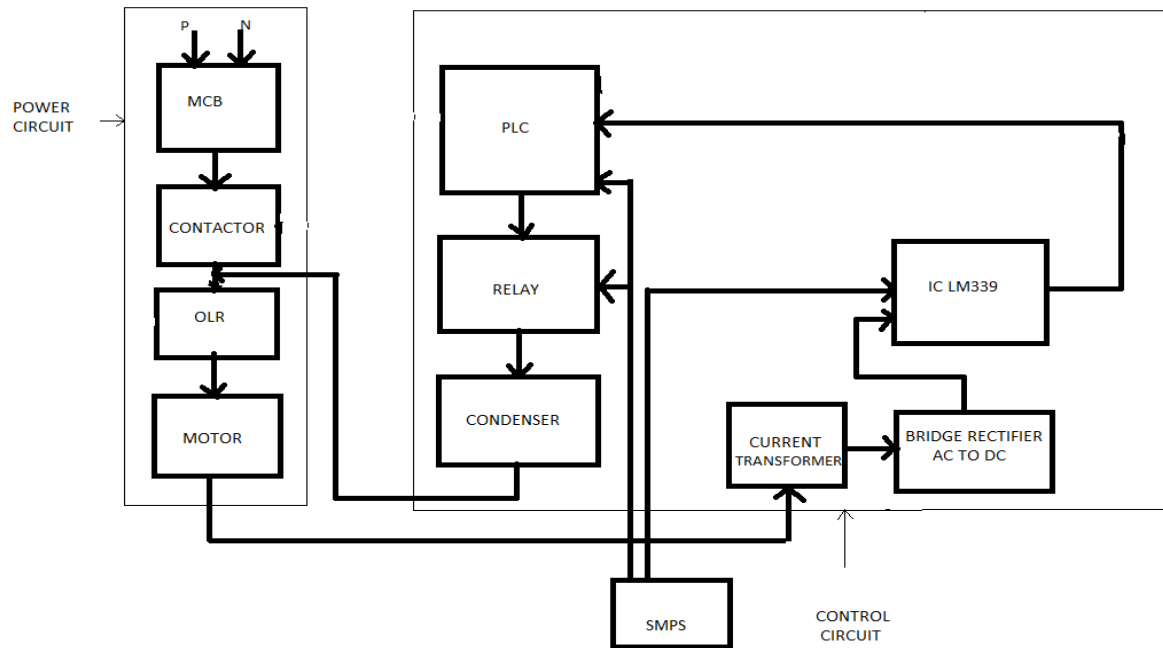 P N
MCB
POWER
CIRCUIT
CONTACTOR
OLR
MOTOR
PLC
RELAY
CONDENSER
IC LM339
CURRENT
TRANSFORMER
BRIDGE RECTIFIER
AC TO DC
SMPS
CONTROL
CIRCUIT